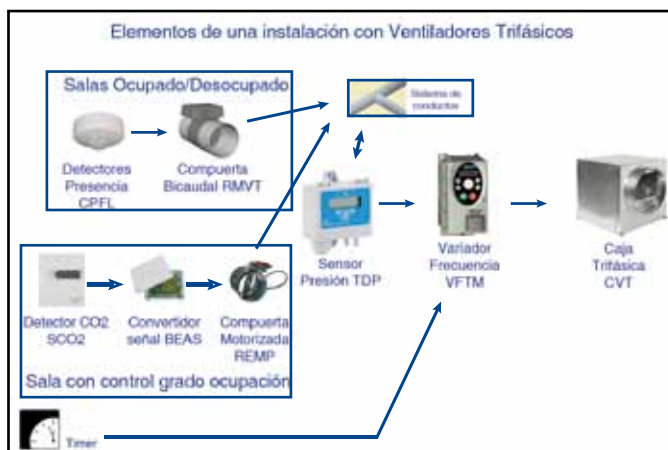 Elementos de una instalación con Ventiladores Trifásicos
Salas Ocupado/Desocupado
Detectores
Presencia
CPFL
Compuerta
Bicaudal RMVT
Sistema de
conductos
Sensor
Presión TDP
Variador
Frecuencia
VFTM
Caja
Trifásica
CVT
Detector CO2
SCO2
Convertidor
señal BEAS
Compuerta
Motorizada
REMP
Sala con control grado ocupación
Timer